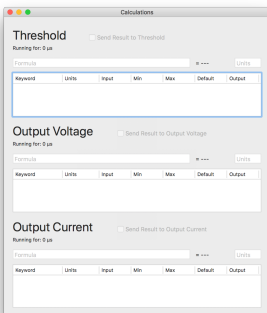 Calculations
Threshold
Send Result to Threshold
Running for: 0 µs
Formula = --- Units
Keyword Units Input Min Max Default Output
Output Voltage
Send Result to Output Voltage
Running for: 0 µs
Formula = --- Units
Keyword Units Input Min Max Default Output
Output Current
Send Result to Output Current
Running for: 0 µs
Formula = --- Units
Keyword Units Input Min Max Default Output